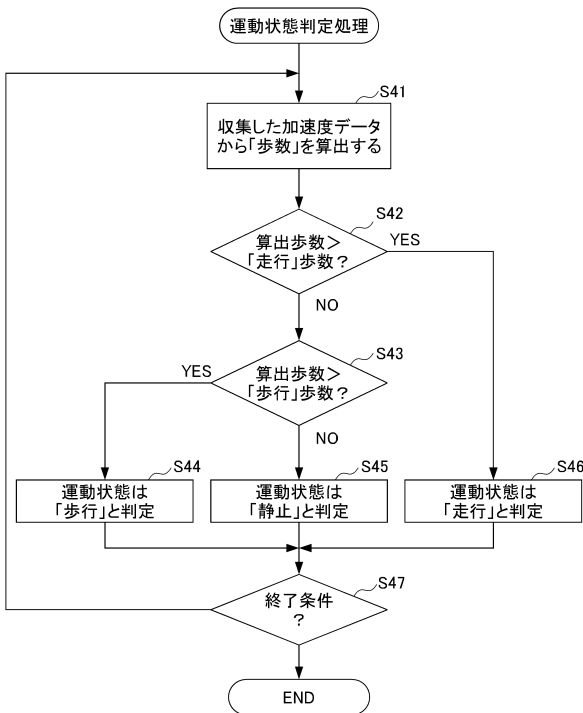 運動状態判定処理
S41
収集した加速度データ
から「歩数」を算出する
S42
算出歩数＞
「走行」歩数？
YES
NO
S43
算出歩数＞
「歩行」歩数？
YES
NO
S44
運動状態は
「歩行」と判定
S45
運動状態は
「静止」と判定
S46
運動状態は
「走行」と判定
S47
終了条件
？
END